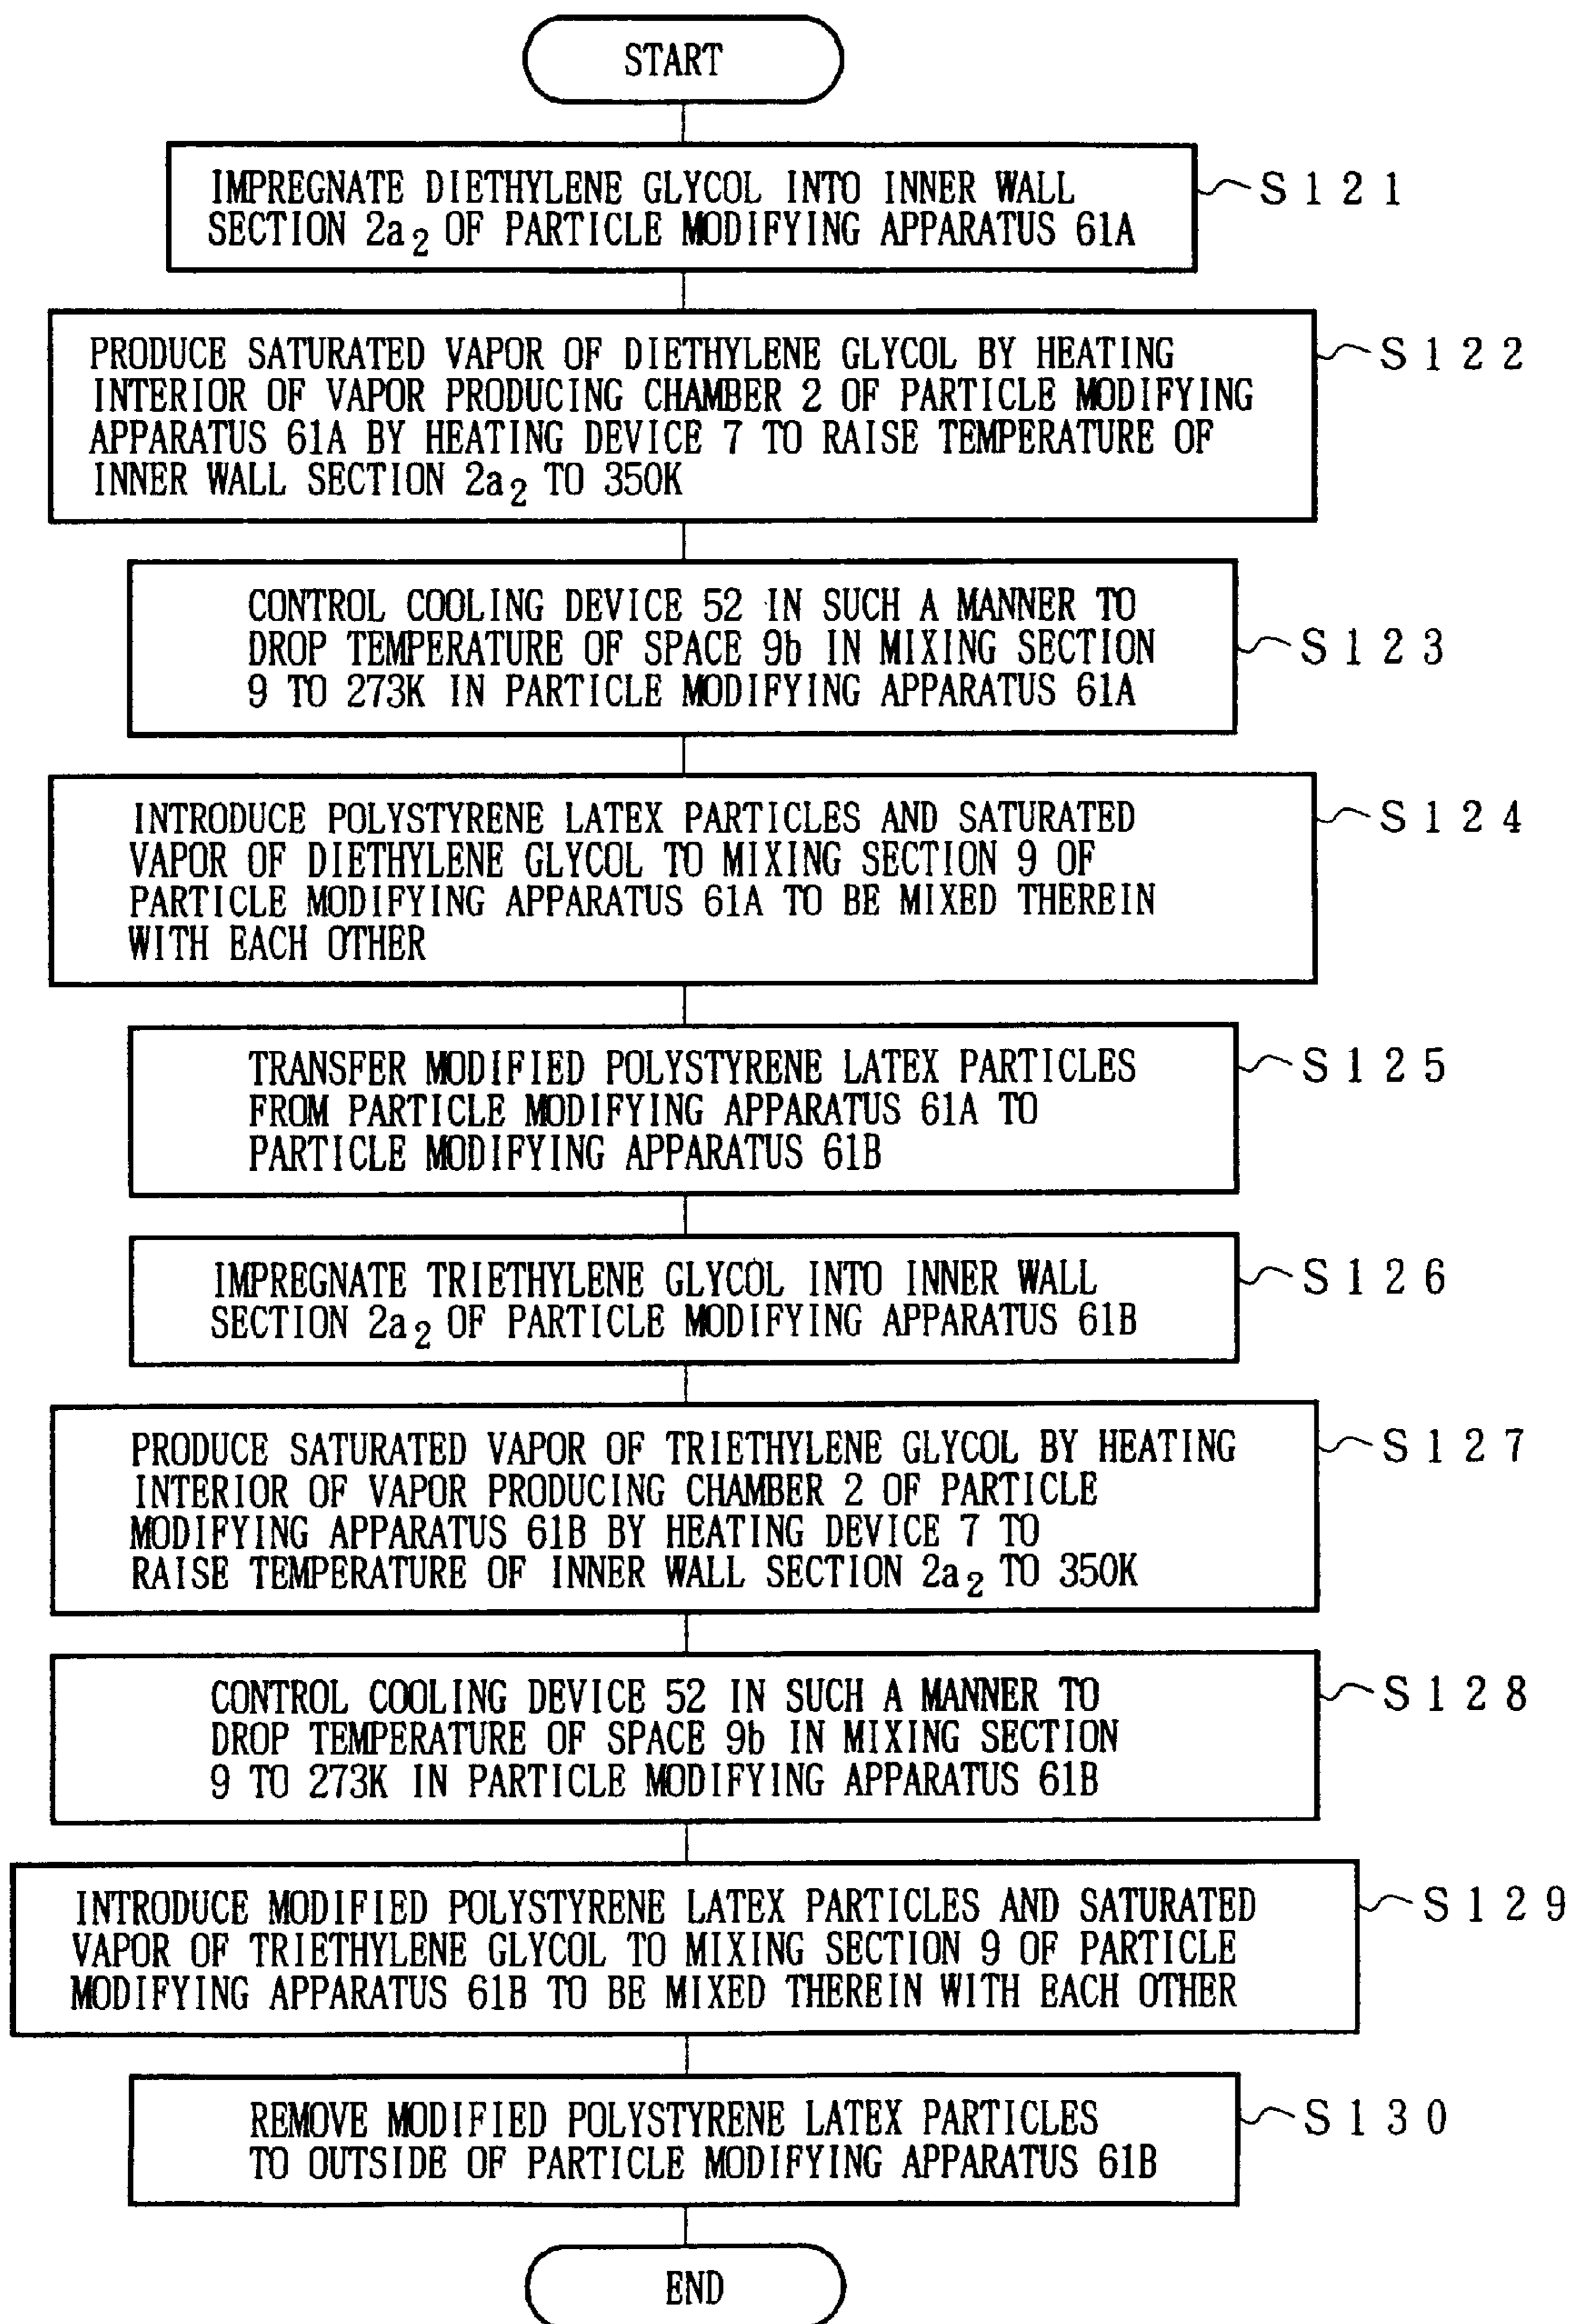 START
IMPREGNATE DIETHYLENE GLYCOL INTO INNER WALL
SECTION 2a₂ OF PARTICLE MODIFYING APPARATUS 61A
S121
PRODUCE SATURATED VAPOR OF DIETHYLENE GLYCOL BY HEATING
INTERIOR OF VAPOR PRODUCING CHAMBER 2 OF PARTICLE MODIFYING
APPARATUS 61A BY HEATING DEVICE 7 TO RAISE TEMPERATURE OF
INNER WALL SECTION 2a₂ TO 350K
S122
CONTROL COOLING DEVICE 52 IN SUCH A MANNER TO
DROP TEMPERATURE OF SPACE 9b IN MIXING SECTION
9 TO 273K IN PARTICLE MODIFYING APPARATUS 61A
S123
INTRODUCE POLYSTYRENE LATEX PARTICLES AND SATURATED
VAPOR OF DIETHYLENE GLYCOL TO MIXING SECTION 9 OF
PARTICLE MODIFYING APPARATUS 61A TO BE MIXED THEREIN
WITH EACH OTHER
S124
TRANSFER MODIFIED POLYSTYRENE LATEX PARTICLES
FROM PARTICLE MODIFYING APPARATUS 61A TO
PARTICLE MODIFYING APPARATUS 61B
S125
IMPREGNATE TRIETHYLENE GLYCOL INTO INNER WALL
SECTION 2a₂ OF PARTICLE MODIFYING APPARATUS 61B
S126
PRODUCE SATURATED VAPOR OF TRIETHYLENE GLYCOL BY HEATING
INTERIOR OF VAPOR PRODUCING CHAMBER 2 OF PARTICLE
MODIFYING APPARATUS 61B BY HEATING DEVICE 7 TO
RAISE TEMPERATURE OF INNER WALL SECTION 2a₂ TO 350K
S127
CONTROL COOLING DEVICE 52 IN SUCH A MANNER TO
DROP TEMPERATURE OF SPACE 9b IN MIXING SECTION
9 TO 273K IN PARTICLE MODIFYING APPARATUS 61B
S128
INTRODUCE MODIFIED POLYSTYRENE LATEX PARTICLES AND SATURATED
VAPOR OF TRIETHYLENE GLYCOL TO MIXING SECTION 9 OF PARTICLE
MODIFYING APPARATUS 61B TO BE MIXED THEREIN WITH EACH OTHER
S129
REMOVE MODIFIED POLYSTYRENE LATEX PARTICLES
TO OUTSIDE OF PARTICLE MODIFYING APPARATUS 61B
S130
END